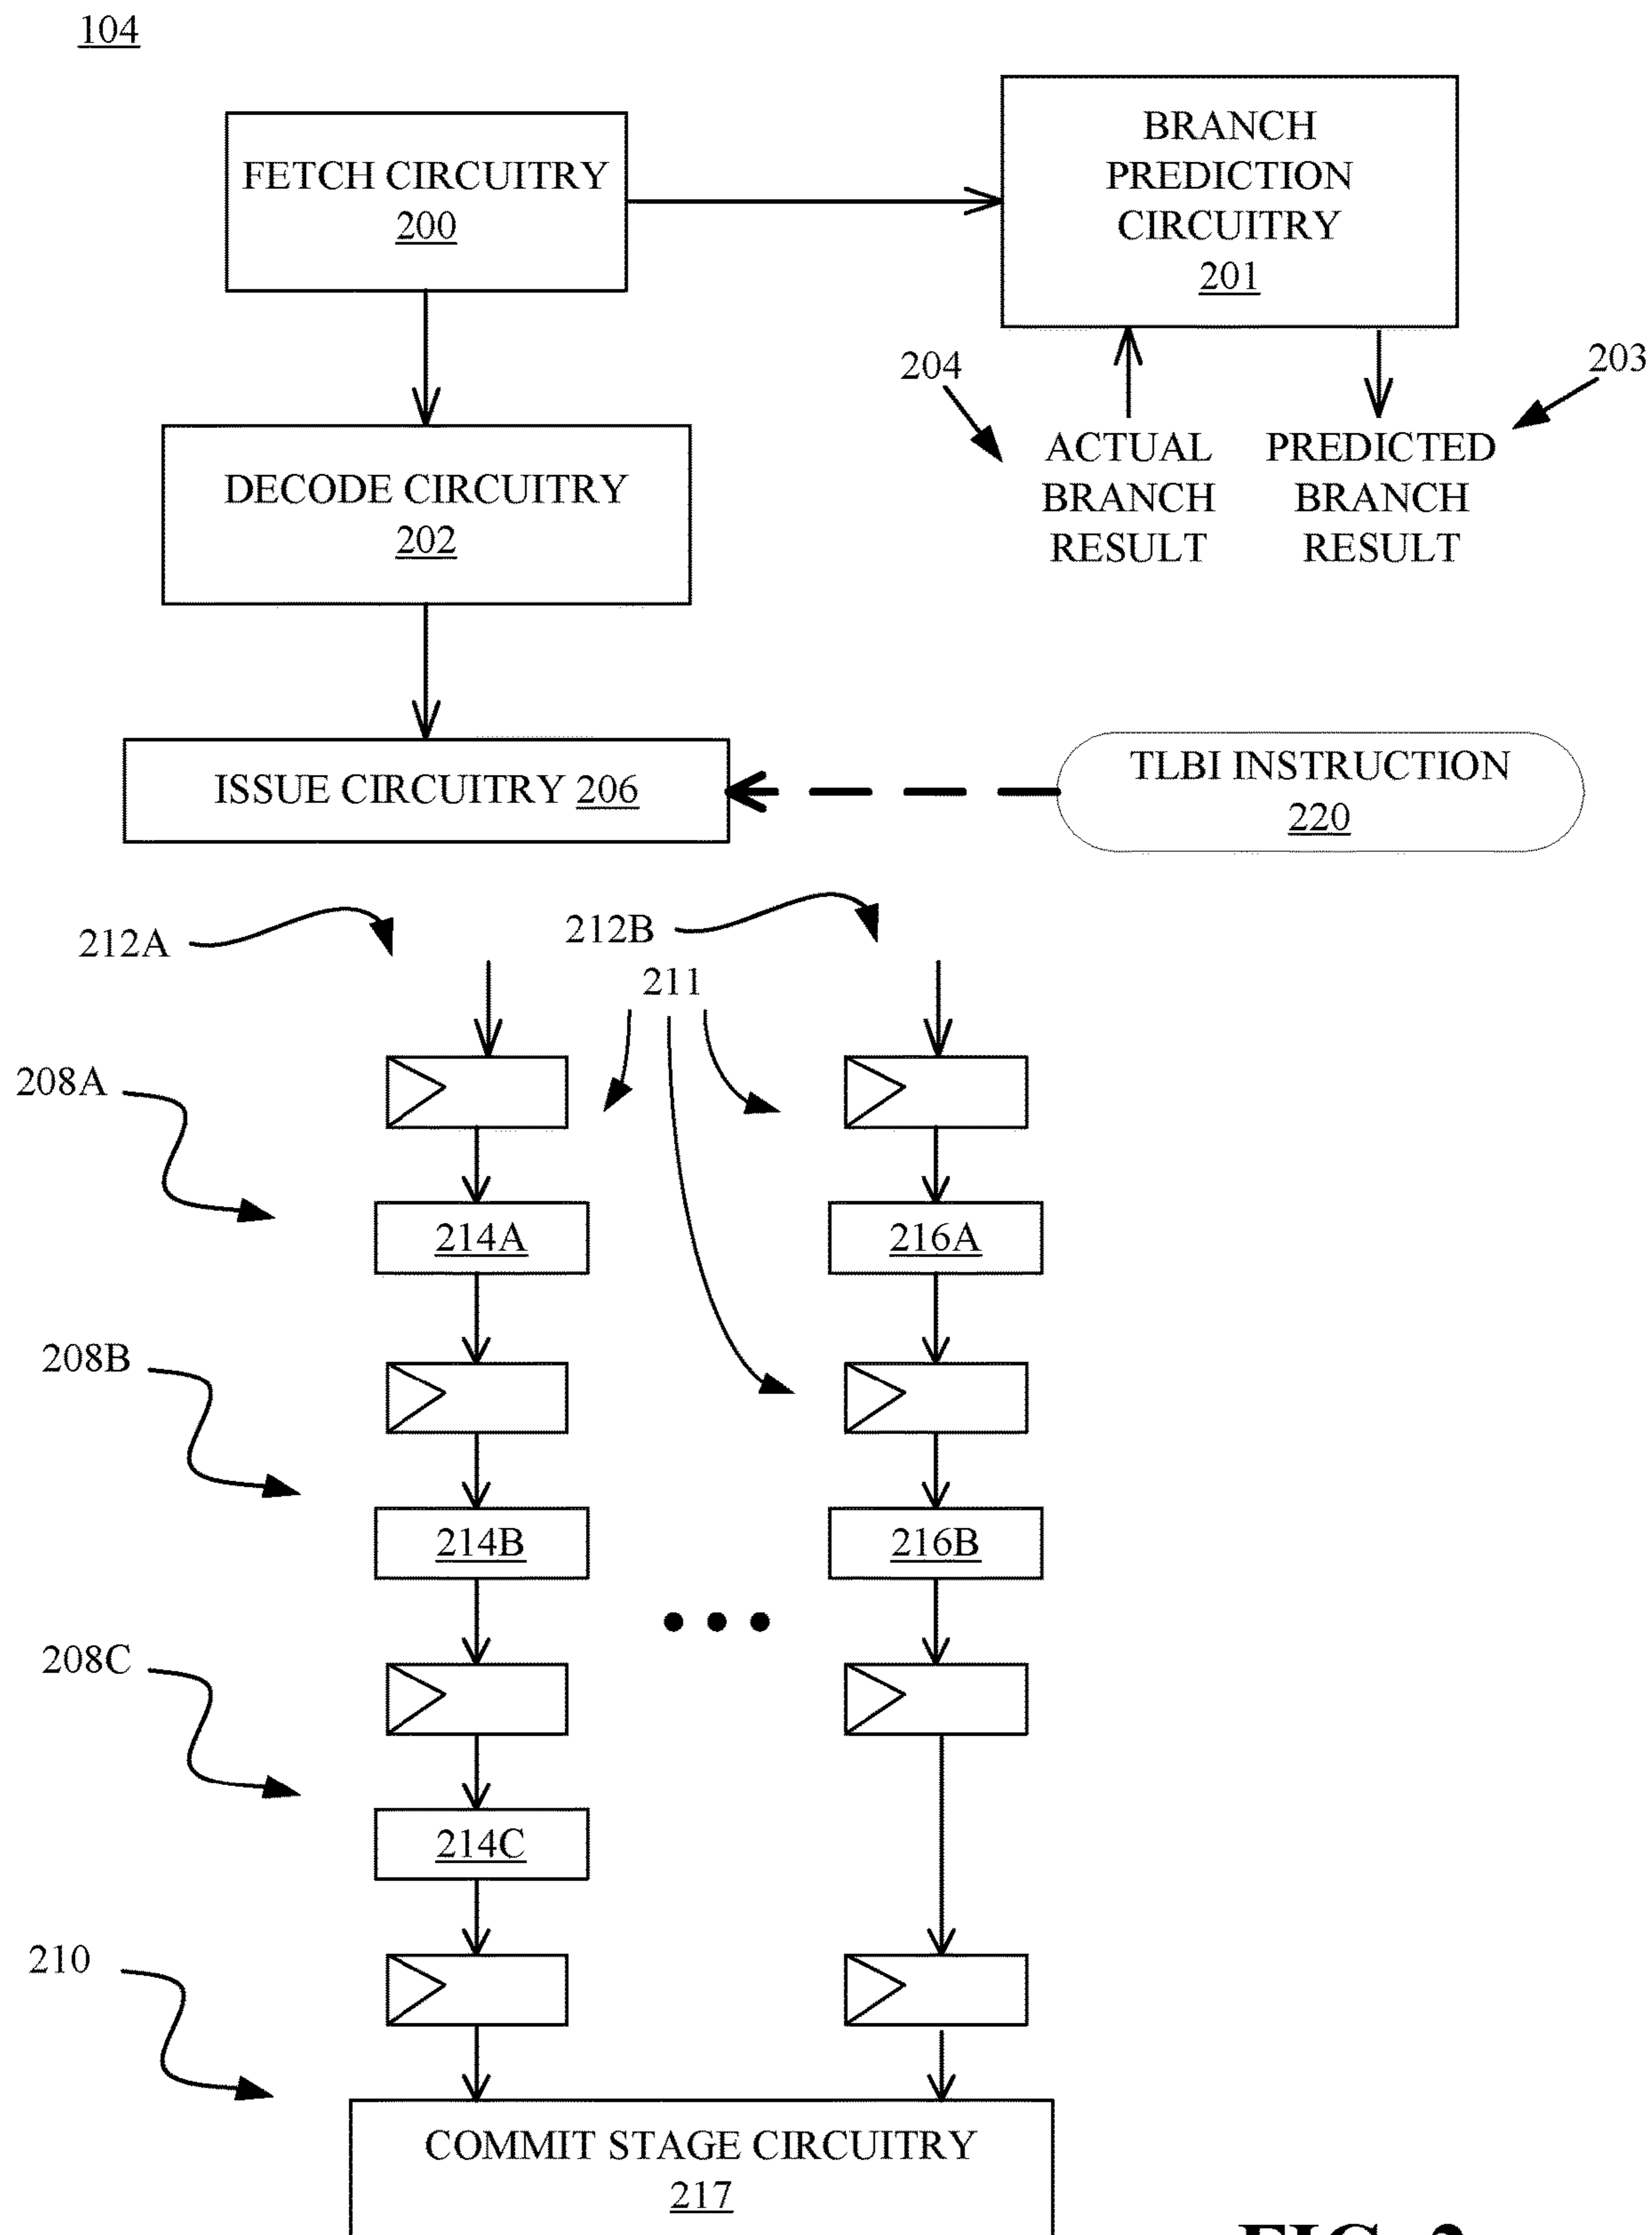 104
FETCH CIRCUITRY
200
BRANCH
PREDICTION
CIRCUITRY
201
204
203
ACTUAL
BRANCH
RESULT
PREDICTED
BRANCH
RESULT
DECODE CIRCUITRY
202
ISSUE CIRCUITRY 206
TLBI INSTRUCTION
220
212A
212B
211
208A
214A
216A
208B
214B
216B
208C
214C
210
COMMIT STAGE CIRCUITRY
217